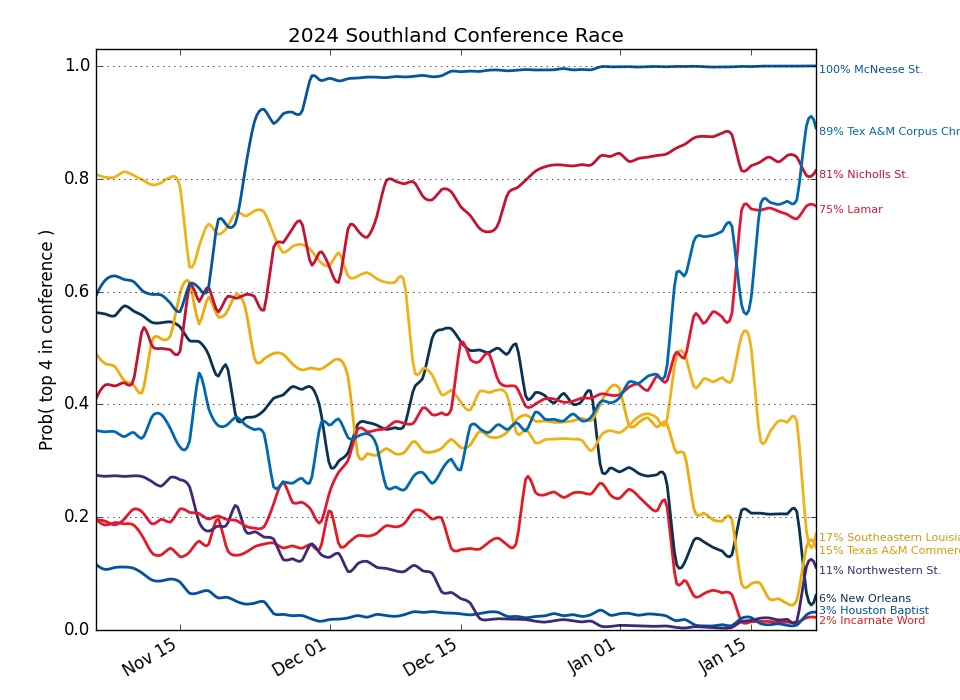 2024 Southland Conference Race
Prob( top 4 in conference )
1.0
0.8
0.6
0.4
0.2
0.0
Nov 15
Dec 01
Dec 15
Jan 01
Jan 15
100% McNeese St.
89% Tex A&M Corpus Chr
81% Nicholls St.
75% Lamar
17% Southeastern Louisia
15% Texas A&M Commerc
11% Northwestern St.
6% New Orleans
3% Houston Baptist
2% Incarnate Word